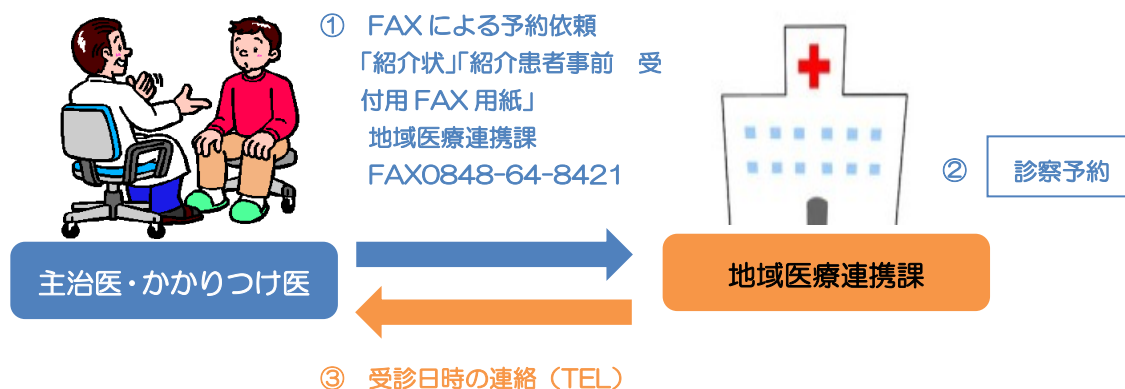 ① FAXによる予約依頼
「紹介状」「紹介患者事前 受
付用FAX用紙」
地域医療連携課
FAX0848-64-8421
② 診察予約
主治医・かかりつけ医
地域医療連携課
③ 受診日時の連絡（TEL）